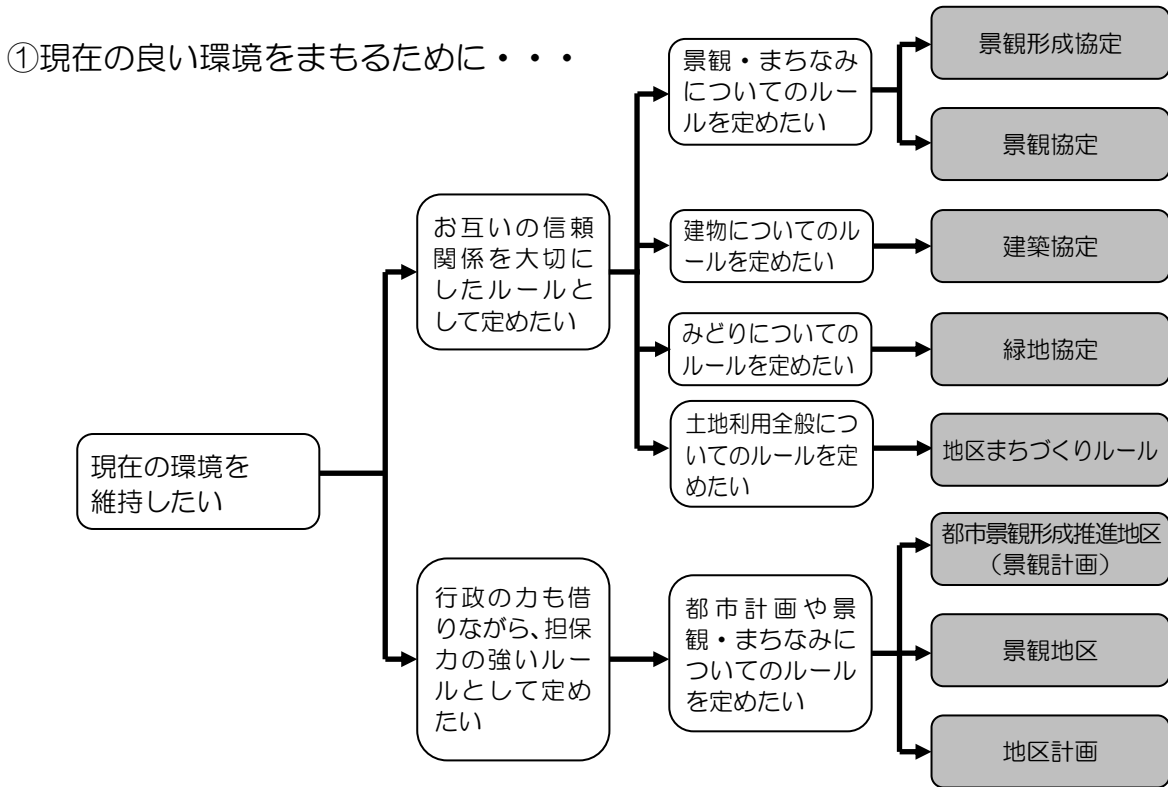 ①現在の良い環境をまもるために・・・
現在の環境を
維持したい
お互いの信頼
関係を大切に
したルールと
して定めたい
景観・まちなみ
についてのルー
ルを定めたい
景観形成協定
景観協定
建物についてのル
ールを定めたい
建築協定
みどりについての
ルールを定めたい
緑地協定
土地利用全般につ
いてのルールを定
めたい
地区まちづくりルール
行政の力も借
りながら、担保
力の強いルー
ルとして定め
たい
都市計画や景
観・まちなみに
ついてのルール
を定めたい
都市景観形成推進地区
（景観計画）
景観地区
地区計画